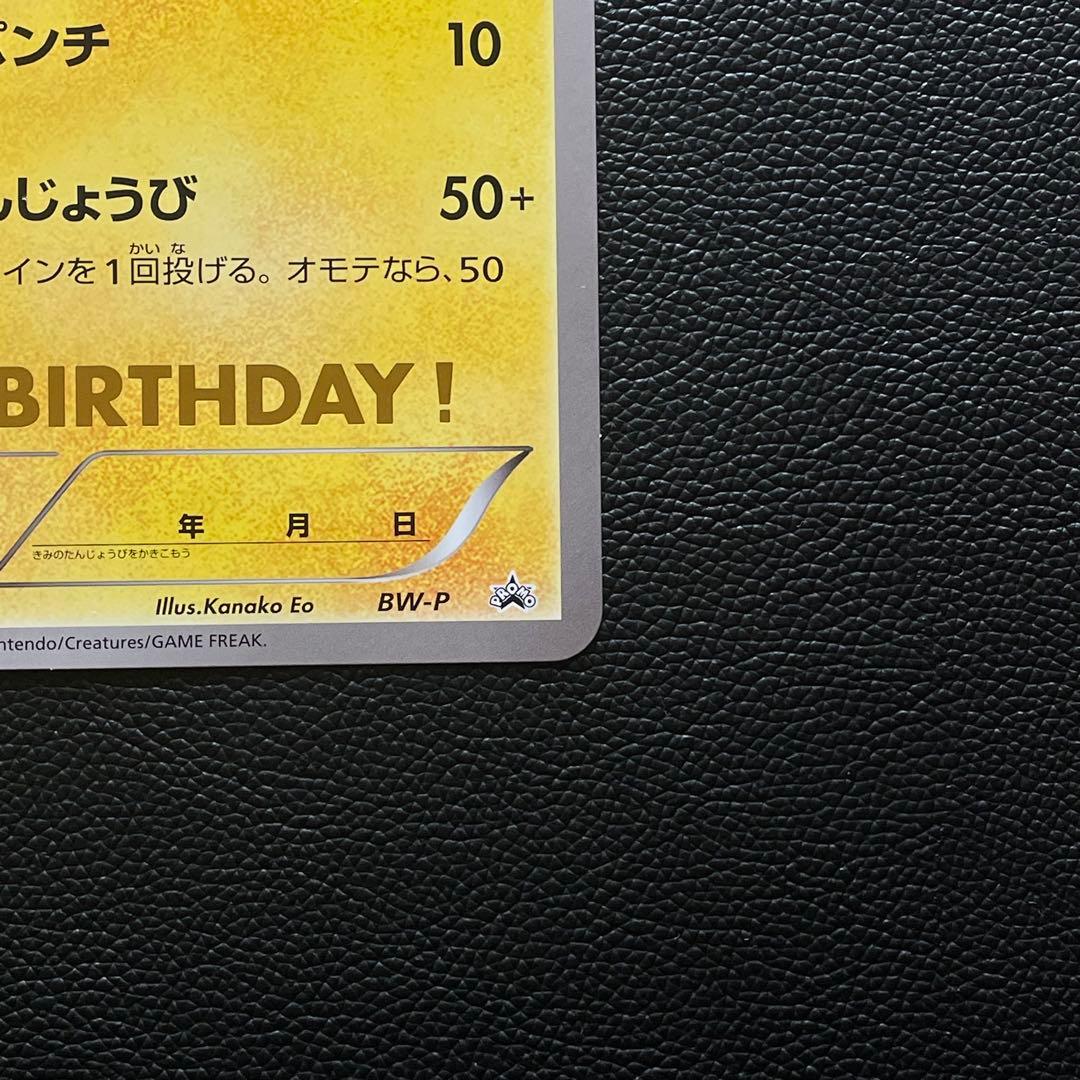 パンチ 10
んじょうび 50+
かい な
インを1回投げる。オモテなら、50
BIRTHDAY!
年 月 日
きみのたんじょうびをかきこもう
Illus.Kanako Eo BW-P PROMO
ntendo/Creatures/GAME FREAK.